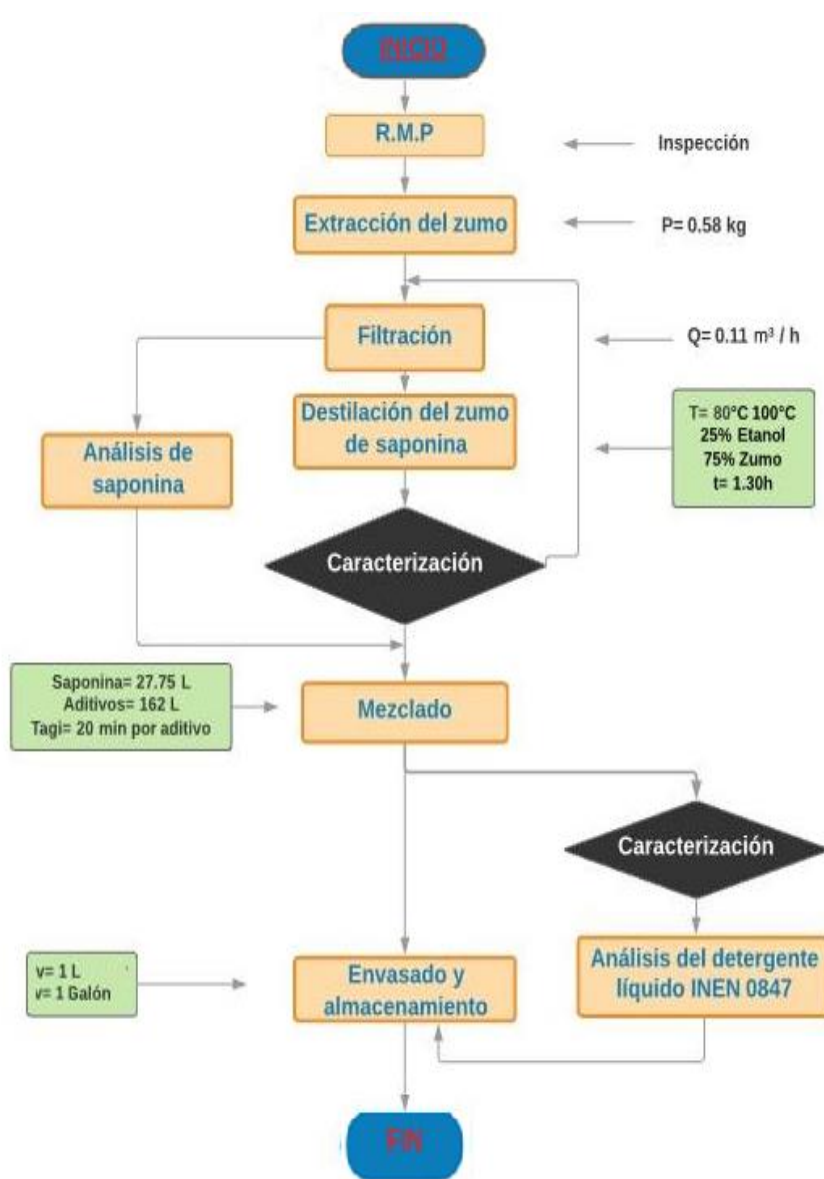 INICIO
R.M.P
Inspección
Extracción del zumo
P= 0.58 kg
Filtración
Q= 0.11 m³ / h
Destilación del zumo
de saponina
T= 80°C 100°C
25% Etanol
75% Zumo
t= 1.30h
Análisis de
saponina
Caracterización
Saponina= 27.75 L
Aditivos= 162 L
Tagi= 20 min por aditivo
Mezclado
Caracterización
v= 1 L
v= 1 Galón
Envasado y
almacenamiento
Análisis del detergente
líquido INEN 0847
FIN